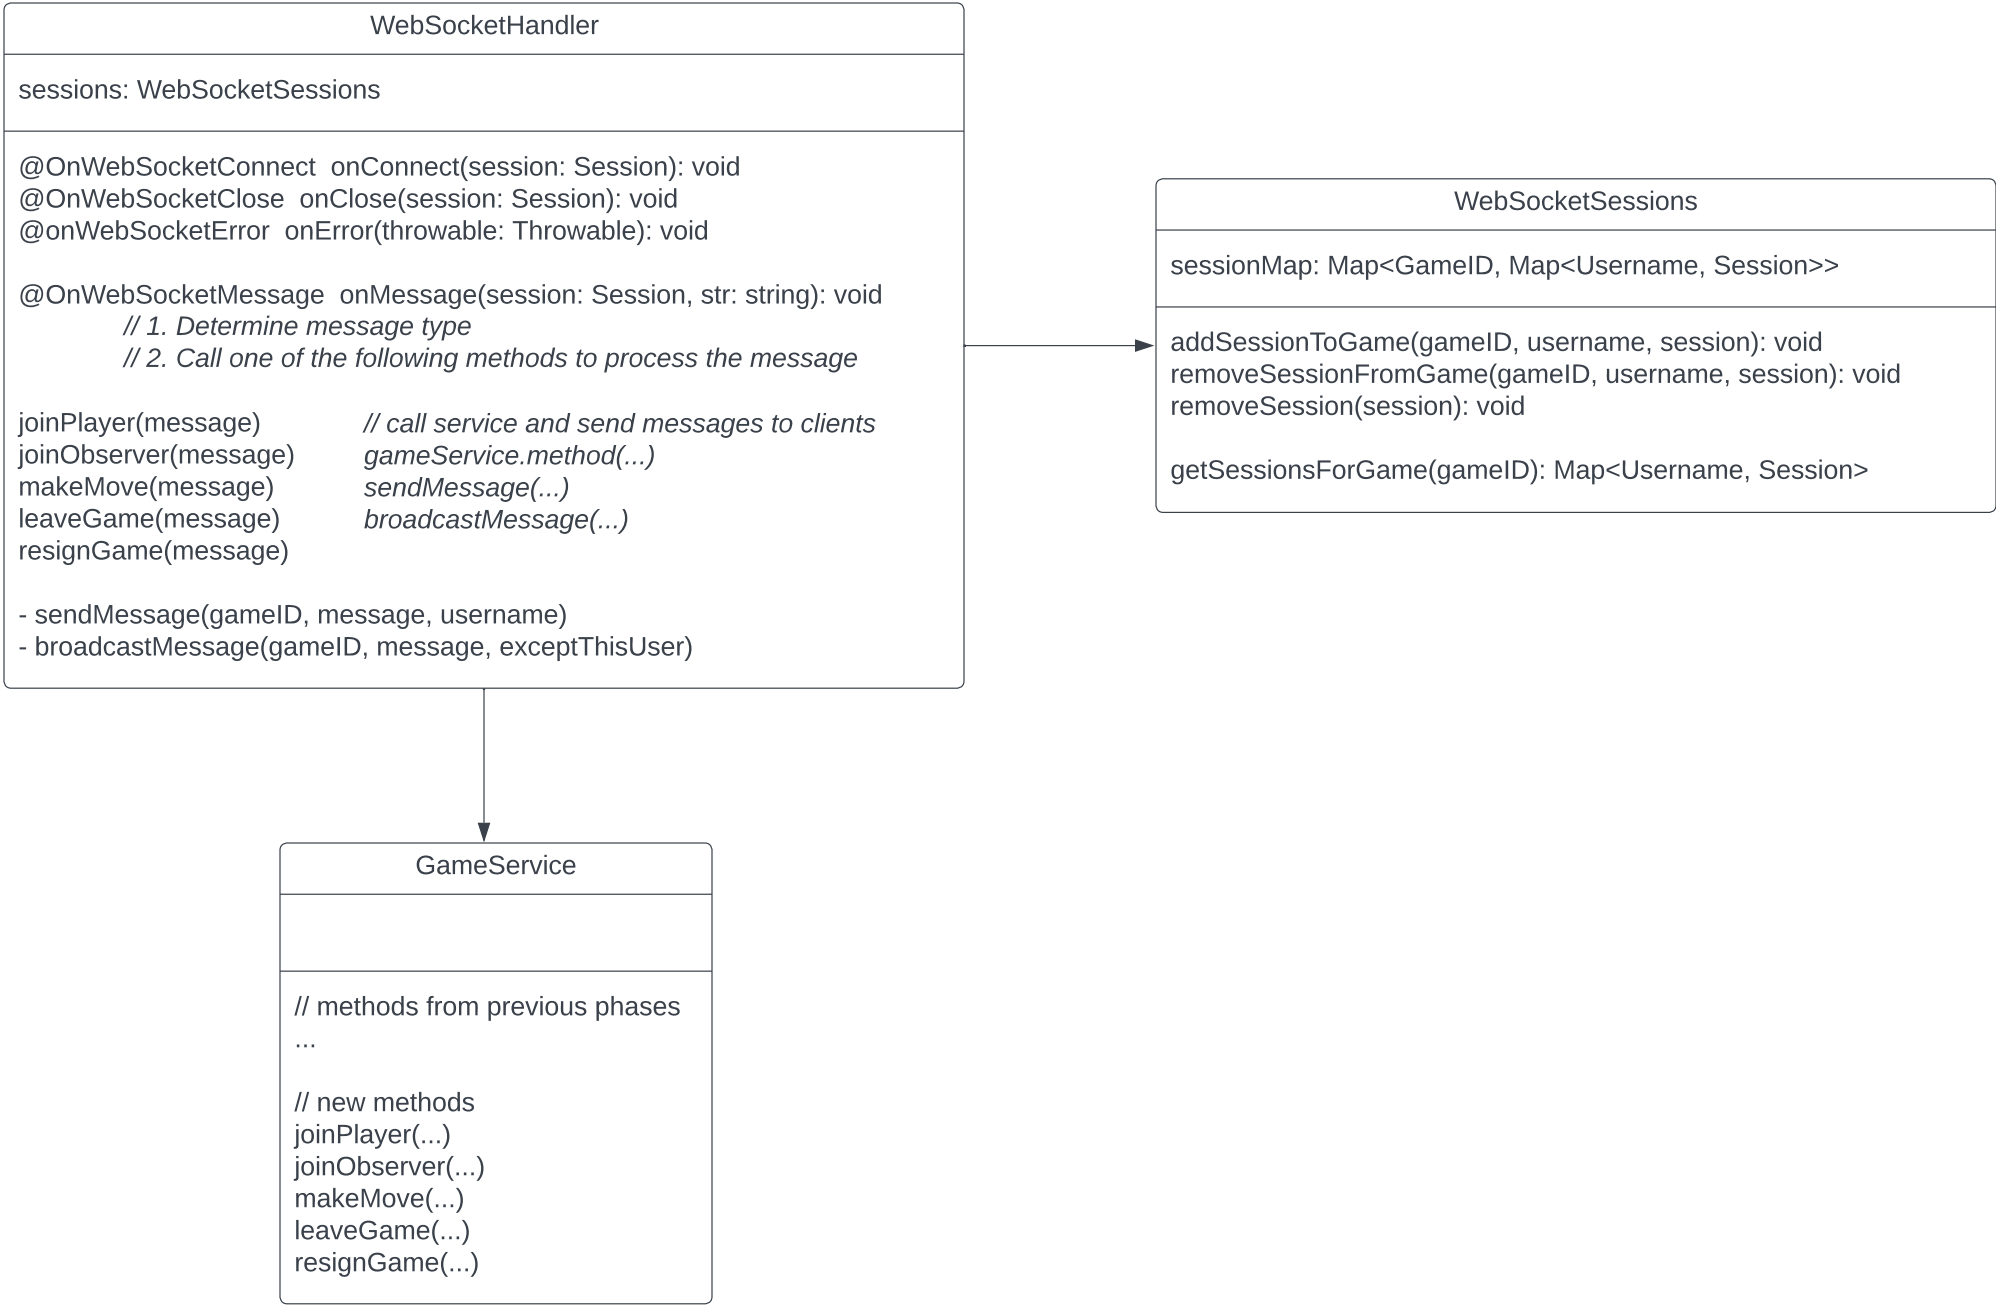 WebSocketHandler
sessions: WebSocketSessions
@OnWebSocketConnect  onConnect(session: Session): void
@OnWebSocketClose  onClose(session: Session): void
@onWebSocketError  onError(throwable: Throwable): void
@OnWebSocketMessage  onMessage(session: Session, str: string): void
// 1. Determine message type
// 2. Call one of the following methods to process the message
joinPlayer(message)
joinObserver(message)
makeMove(message)
leaveGame(message)
resignGame(message)
// call service and send messages to clients
gameService.method(...)
sendMessage(...)
broadcastMessage(...)
- sendMessage(gameID, message, username)
- broadcastMessage(gameID, message, exceptThisUser)
WebSocketSessions
sessionMap: Map<GameID, Map<Username, Session>>
addSessionToGame(gameID, username, session): void
removeSessionFromGame(gameID, username, session): void
removeSession(session): void
getSessionsForGame(gameID): Map<Username, Session>
GameService
// methods from previous phases
...
// new methods
joinPlayer(...)
joinObserver(...)
makeMove(...)
leaveGame(...)
resignGame(...)